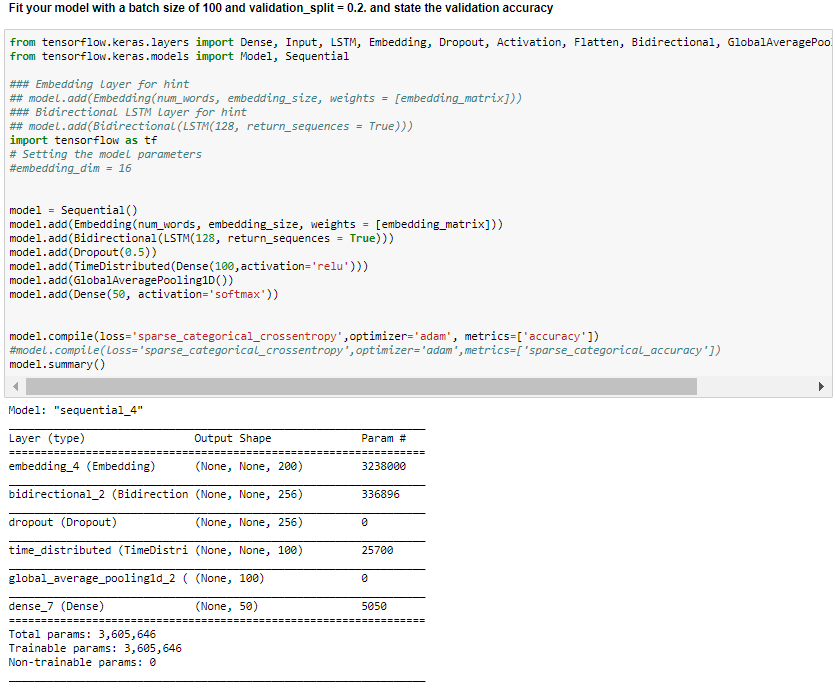 Fit your model with a batch size of 100 and validation_split = 0.2. and state the validation accuracy
from tensorflow.keras.layers import Dense, Input, LSTM, Embedding, Dropout, Activation, Flatten, Bidirectional, GlobalAveragePoo
from tensorflow.keras.models import Model, Sequential
### Embedding layer for hint
## model.add(Embedding(num_words, embedding_size, weights = [embedding_matrix]))
### Bidirectional LSTM layer for hint
## model.add(Bidirectional(LSTM(128, return_sequences = True)))
import tensorflow as tf
# Setting the model parameters
#embedding_dim = 16
model = Sequential()
model.add(Embedding(num_words, embedding_size, weights = [embedding_matrix]))
model.add(Bidirectional(LSTM(128, return_sequences = True)))
model.add(Dropout(0.5))
model.add(TimeDistributed(Dense(100,activation='relu')))
model.add(GlobalAveragePooling1D())
model.add(Dense(50, activation='softmax'))
model.compile(loss='sparse_categorical_crossentropy',optimizer='adam', metrics=['accuracy'])
#model.compile(loss='sparse_categorical_crossentropy',optimizer='adam',metrics=['sparse_categorical_accuracy'])
model.summary()
Model: "sequential_4"
Layer (type) Output Shape Param #
embedding_4 (Embedding) (None, None, 200) 3238000
bidirectional_2 (Bidirection (None, None, 256) 336896
dropout (Dropout) (None, None, 256) 0
time_distributed (TimeDistri (None, None, 100) 25700
global_average_pooling1d_2 ( (None, 100) 0
dense_7 (Dense) (None, 50) 5050
Total params: 3,605,646
Trainable params: 3,605,646
Non-trainable params: 0